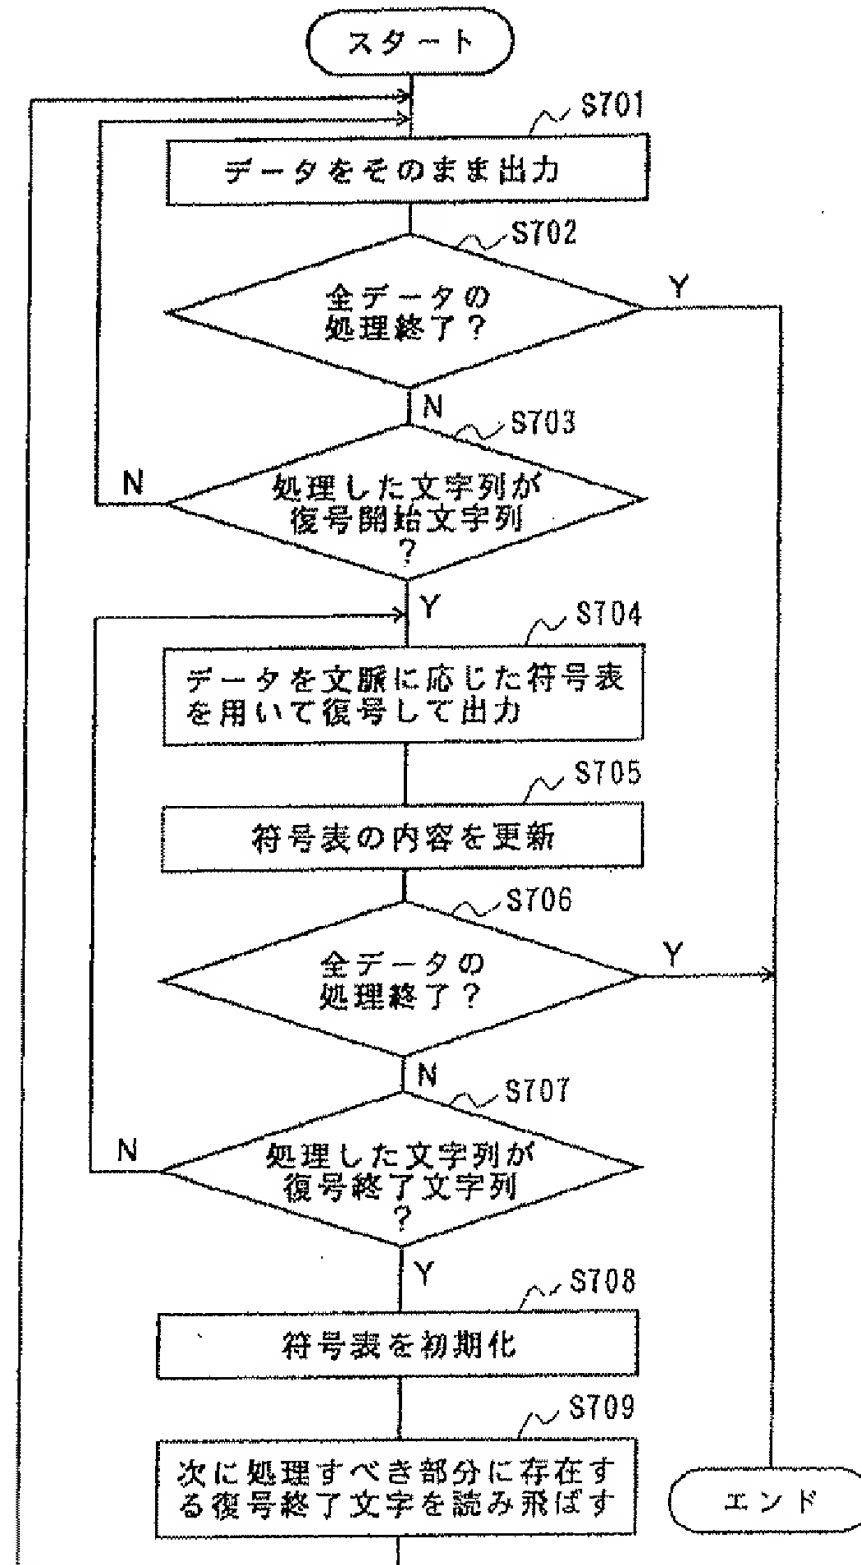 スタート
S701
データをそのまま出力
S702
全データの
処理終了？
Y
N
S703
処理した文字列が
復号開始文字列
？
N
Y
S704
データを文脈に応じた符号表
を用いて復号して出力
S705
符号表の内容を更新
S706
全データの
処理終了？
Y
N
S707
処理した文字列が
復号終了文字列
？
N
Y
S708
符号表を初期化
S709
次に処理すべき部分に存在す
る復号終了文字を読み飛ばす
エンド